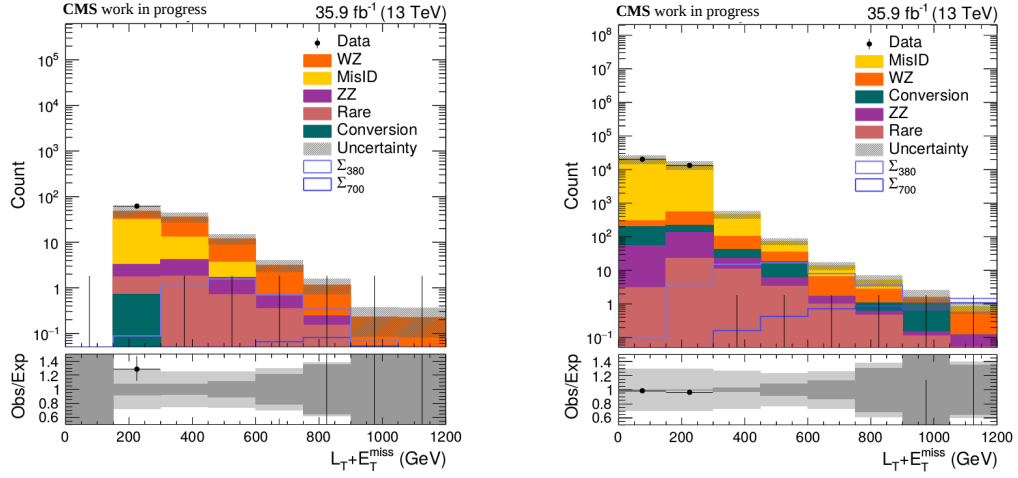 CMS work in progress 35.9 fb⁻¹ (13 TeV)
Data
WZ
MisID
ZZ
Rare
Conversion
Uncertainty
Σ₃₈₀
Σ₇₀₀
Count
10⁵
10⁴
10³
10²
10
1
10⁻¹
Obs/Exp
1.4
1.2
1
0.8
0.6
0 200 400 600 800 1000 1200
L_T+E_T^miss (GeV)
CMS work in progress 35.9 fb⁻¹ (13 TeV)
Data
MisID
WZ
Conversion
ZZ
Rare
Uncertainty
Σ₃₈₀
Σ₇₀₀
Count
10⁸
10⁷
10⁶
10⁵
10⁴
10³
10²
10
1
10⁻¹
Obs/Exp
1.4
1.2
1
0.8
0.6
0 200 400 600 800 1000 1200
L_T+E_T^miss (GeV)